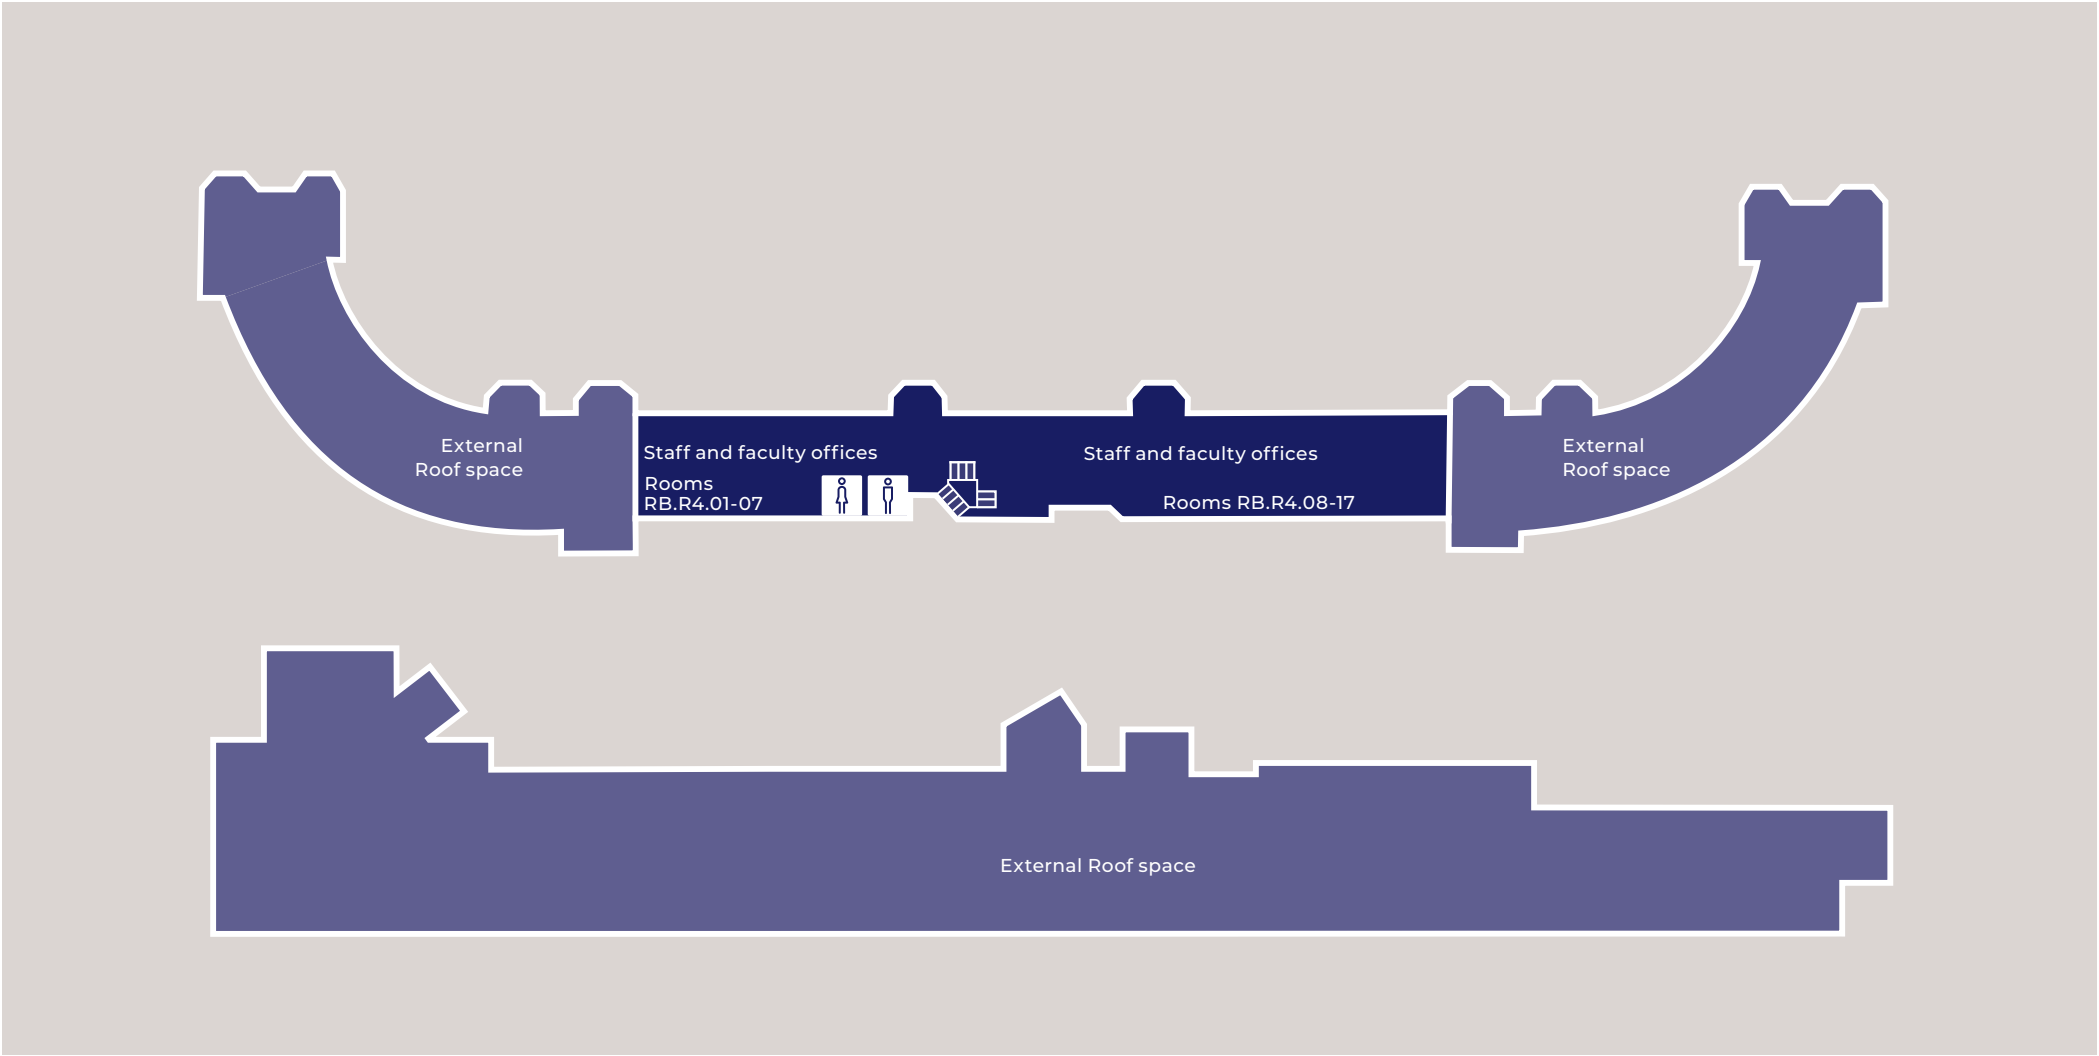 External
Roof space
Staff and faculty offices
Rooms
RB.R4.01-07
Staff and faculty offices
Rooms RB.R4.08-17
External
Roof space
External Roof space